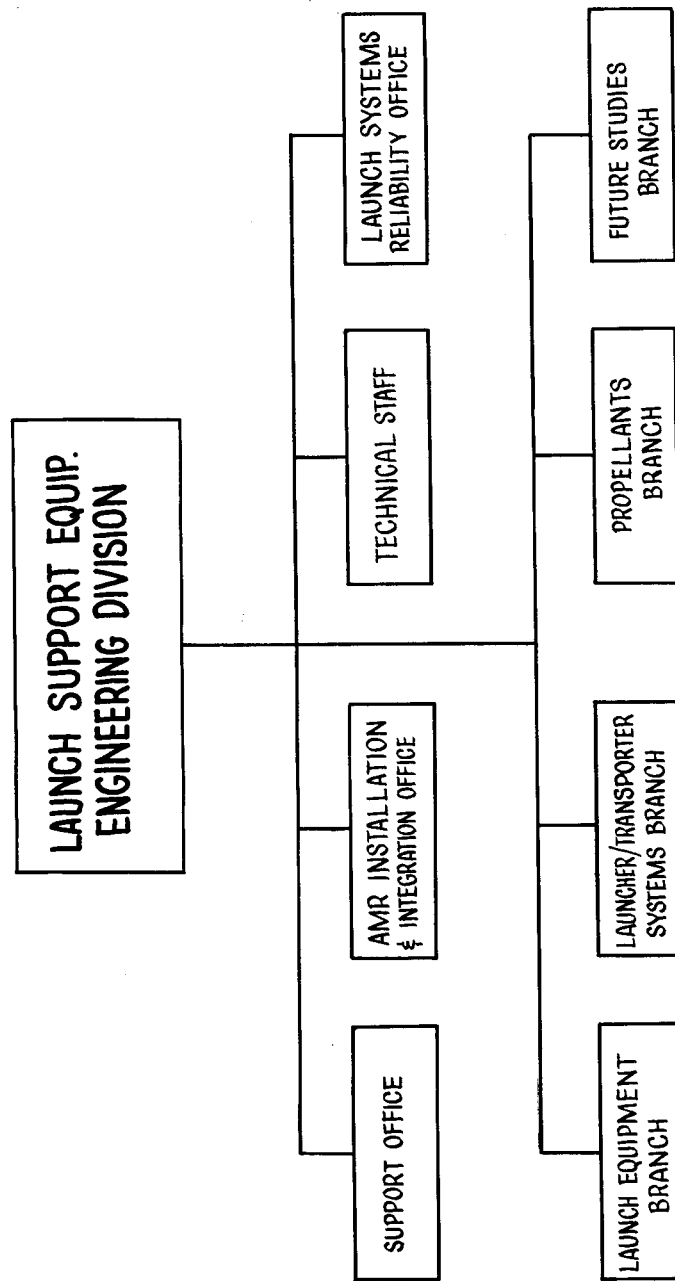 LAUNCH SUPPORT EQUIP.
ENGINEERING DIVISION
SUPPORT OFFICE
AMR INSTALLATION
& INTEGRATION OFFICE
TECHNICAL STAFF
LAUNCH SYSTEMS
RELIABILITY OFFICE
LAUNCH EQUIPMENT
BRANCH
LAUNCHER/TRANSPORTER
SYSTEMS BRANCH
PROPELLANTS
BRANCH
FUTURE STUDIES
BRANCH